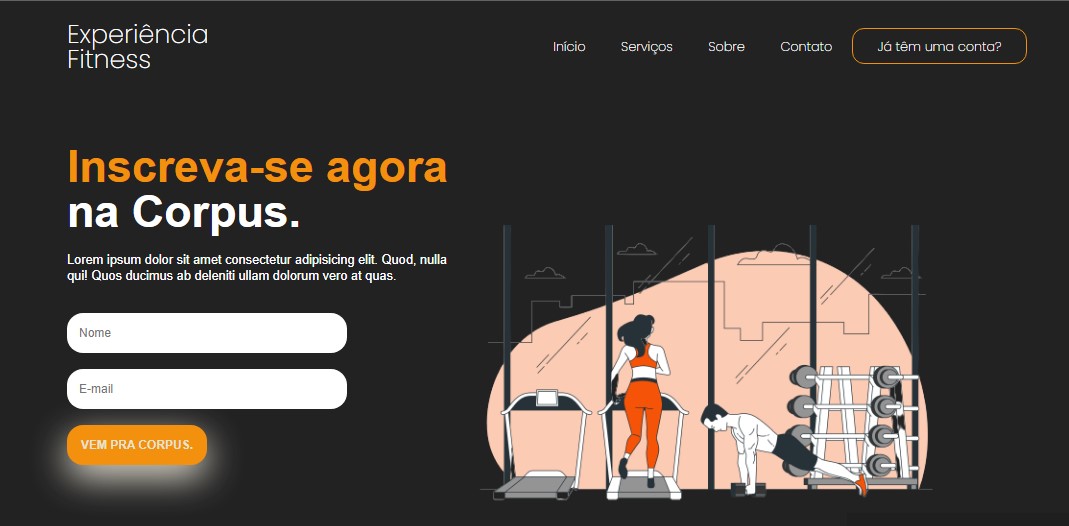 Experiência
Fitness
Início
Serviços
Sobre
Contato
Já têm uma conta?
Inscreva-se agora
na Corpus.
Lorem ipsum dolor sit amet consectetur adipisicing elit. Quod, nulla
qui! Quos ducimus ab deleniti ullam dolorum vero at quas.
Nome
E-mail
VEM PRA CORPUS.